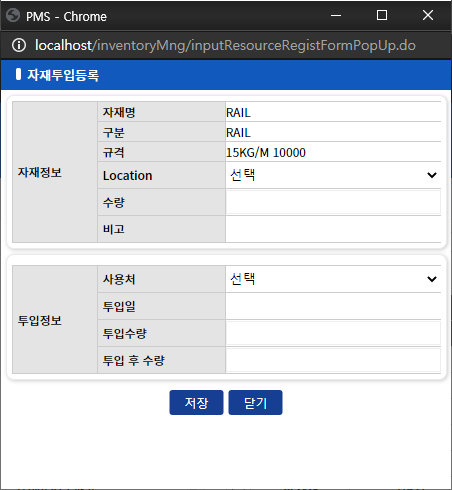 PMS - Chrome
localhost/inventoryMng/inputResourceRegistFormPopUp.do
자재투입등록
자재정보
자재명 RAIL
구분 RAIL
규격 15KG/M 10000
Location 선택
수량
비고
투입정보
사용처 선택
투입일
투입수량
투입 후 수량
저장 닫기